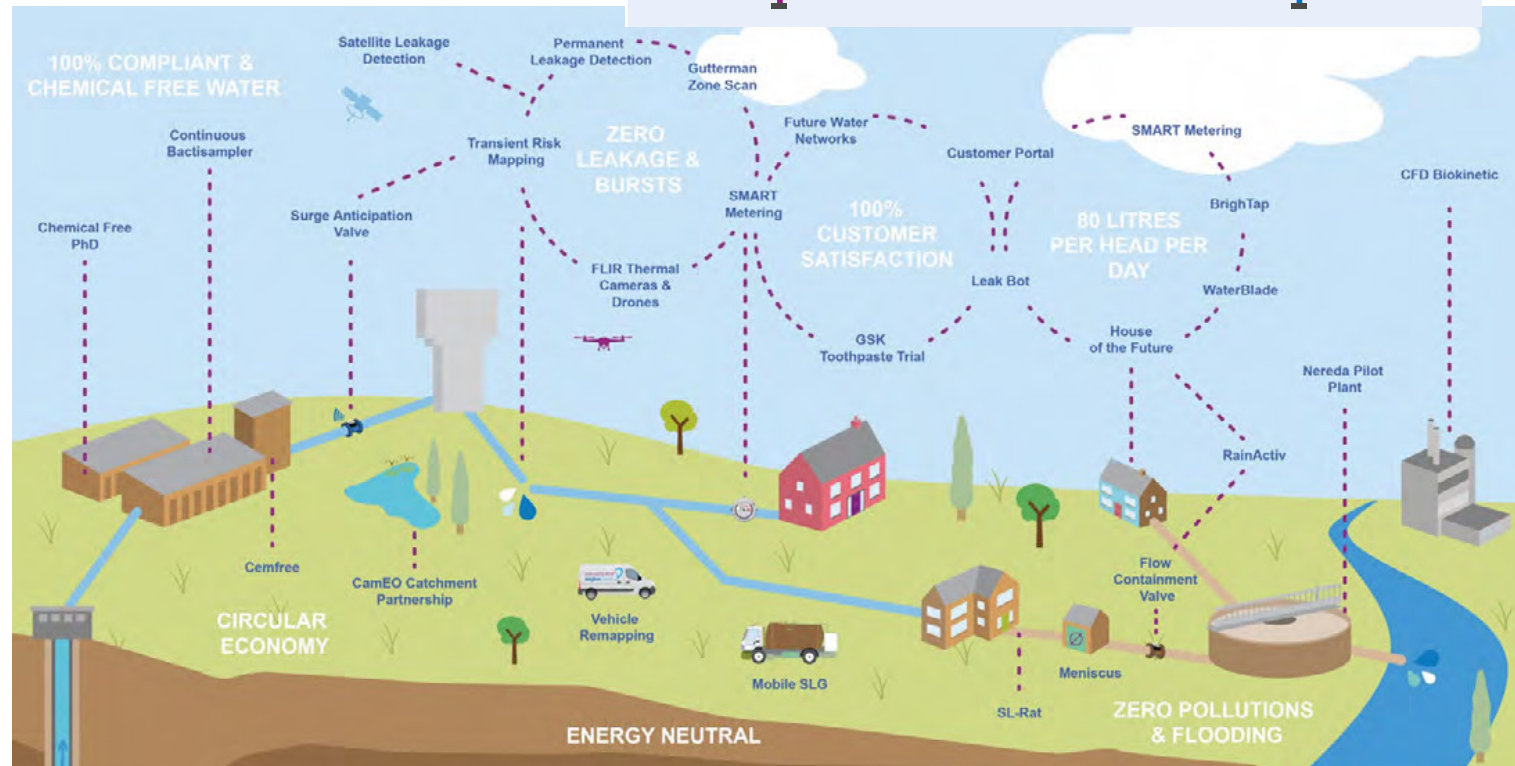 100% COMPLIANT &
CHEMICAL FREE WATER
Satellite Leakage
Detection
Permanent
Leakage Detection
Gutterman
Zone Scan
Continuous
Bactisampler
Transient Risk
Mapping
ZERO
LEAKAGE &
BURSTS
Future Water
Networks
Customer Portal
SMART Metering
CFD Biokinetic
Chemical Free
PhD
Surge Anticipation
Valve
SMART
Metering
100%
CUSTOMER
SATISFACTION
80 LITRES
PER HEAD PER
DAY
BrighTap
FLIR Thermal
Cameras &
Drones
Leak Bot
WaterBlade
GSK
Toothpaste Trial
House
of the Future
Nereda Pilot
Plant
RainActiv
Cemfree
CamEO Catchment
Partnership
Flow
Containment
Valve
CIRCULAR
ECONOMY
Vehicle
Remapping
Mobile SLG
Meniscus
SL-Rat
ZERO POLLUTIONS
& FLOODING
ENERGY NEUTRAL